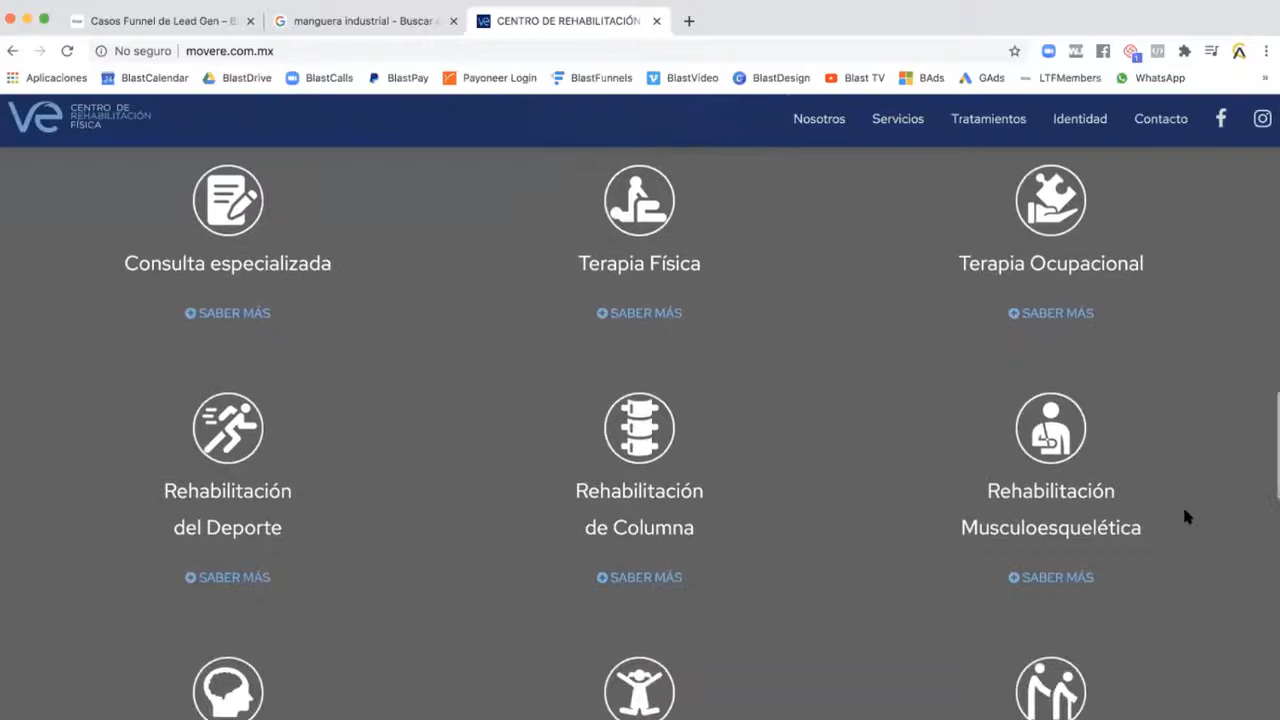 Casos Funnel de Lead Gen – B
manguera industrial - Buscar
CENTRO DE REHABILITACIÓN
No seguro
movere.com.mx
Aplicaciones
24
BlastCalendar
BlastDrive
BlastCalls
BlastPay
Payoneer Login
BlastFunnels
BlastVideo
BlastDesign
Blast TV
BAds
GAds
LTFMembers
WhatsApp
»
ve
CENTRO DE
REHABILITACIÓN
FÍSICA
Nosotros
Servicios
Tratamientos
Identidad
Contacto
Consulta especializada
Terapia Física
Terapia Ocupacional
SABER MÁS
SABER MÁS
SABER MÁS
Rehabilitación
del Deporte
Rehabilitación
de Columna
Rehabilitación
Musculoesquelética
SABER MÁS
SABER MÁS
SABER MÁS